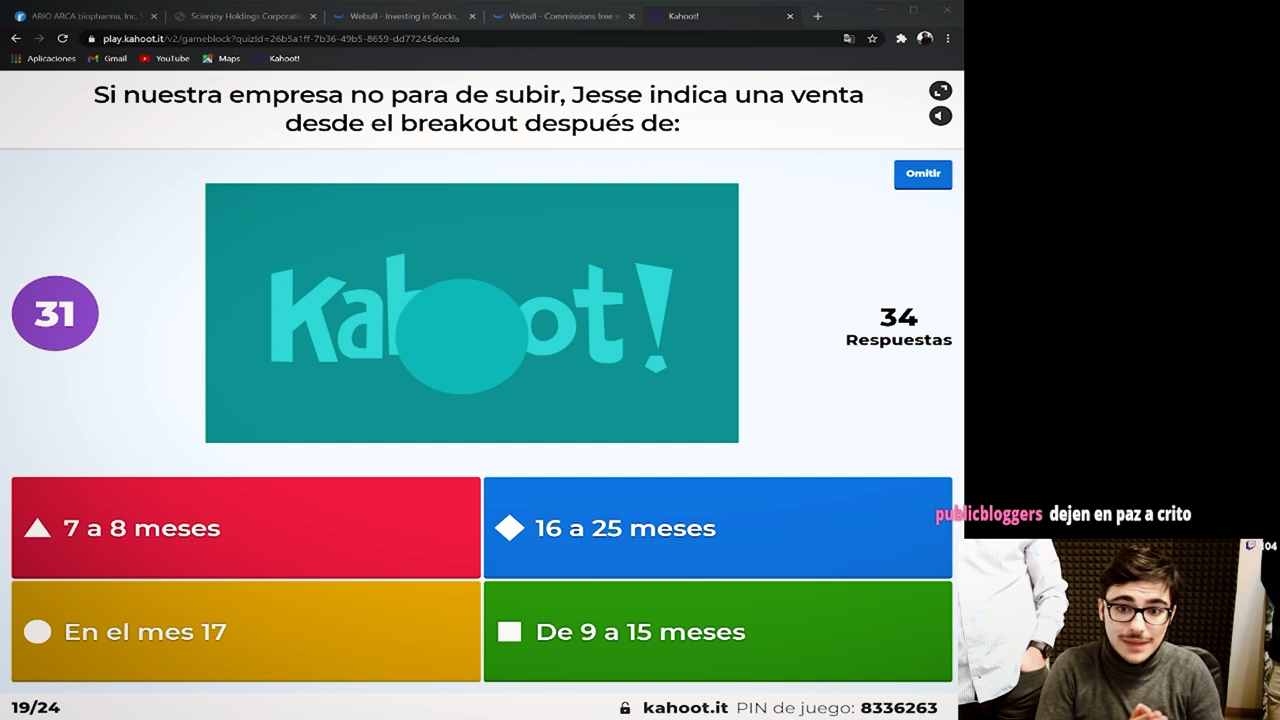 ABIO ARCA biopharma, Inc.
Scienjoy Holdings Corporatio
Webull - Investing in Stocks,
Webull - Commissions free
Kahoot!
play.kahoot.it/v2/gameblock?quizId=26b5a1ff-7b36-49b5-8659-dd77245decda
Aplicaciones
Gmail
YouTube
Maps
Kahoot!
Si nuestra empresa no para de subir, Jesse indica una venta
desde el breakout después de:
Omitir
31
34
Respuestas
7 a 8 meses
16 a 25 meses
publicbloggers dejen en paz a crito
104
En el mes 17
De 9 a 15 meses
19/24
kahoot.it PIN de juego: 8336263